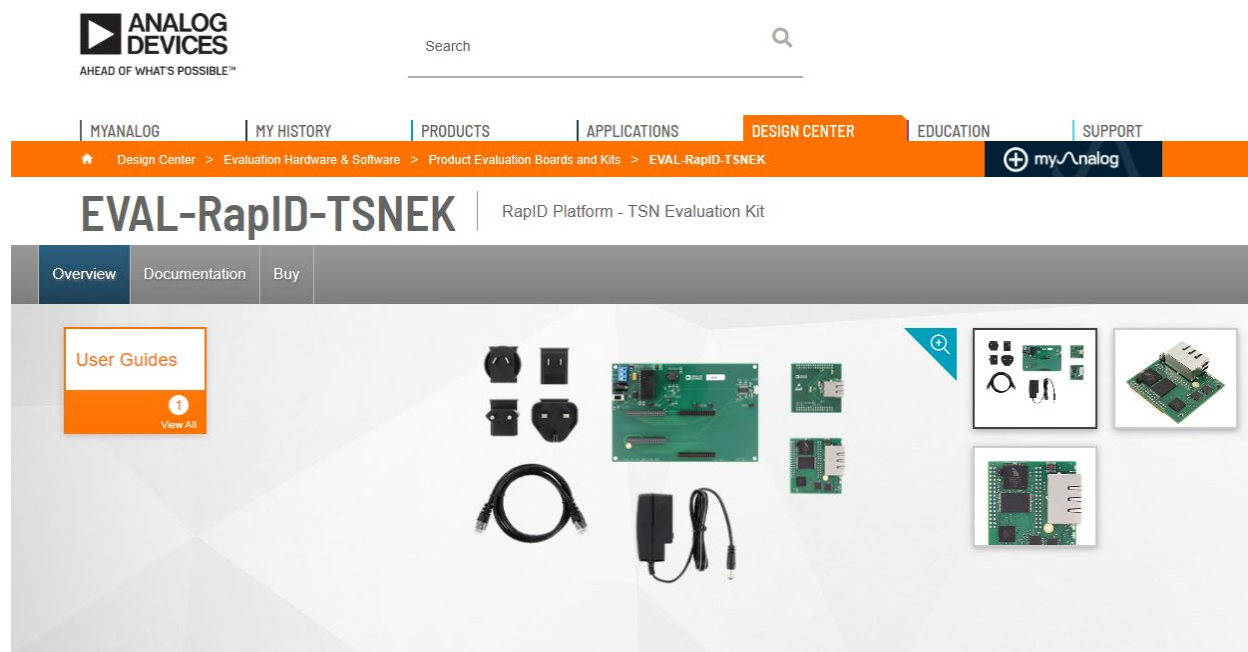 ANALOG
DEVICES
AHEAD OF WHAT'S POSSIBLE™
Search
MYANALOG
MY HISTORY
PRODUCTS
APPLICATIONS
DESIGN CENTER
EDUCATION
SUPPORT
Design Center > Evaluation Hardware & Software > Product Evaluation Boards and Kits > EVAL-RapID-TSNEK
myAnalog
EVAL-RapID-TSNEK
RapID Platform - TSN Evaluation Kit
Overview
Documentation
Buy
User Guides
1
View All